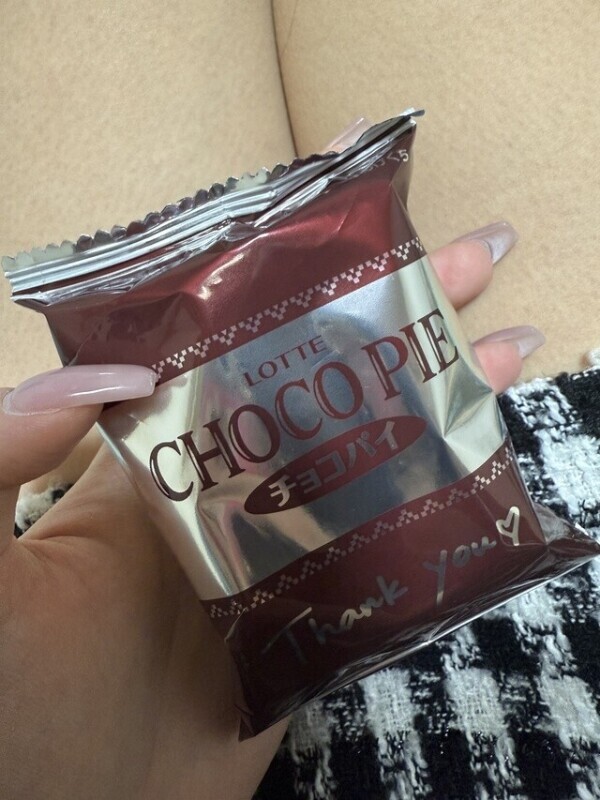 LOTTE
CHOCO PIE
チョコパイ
Thank you♡